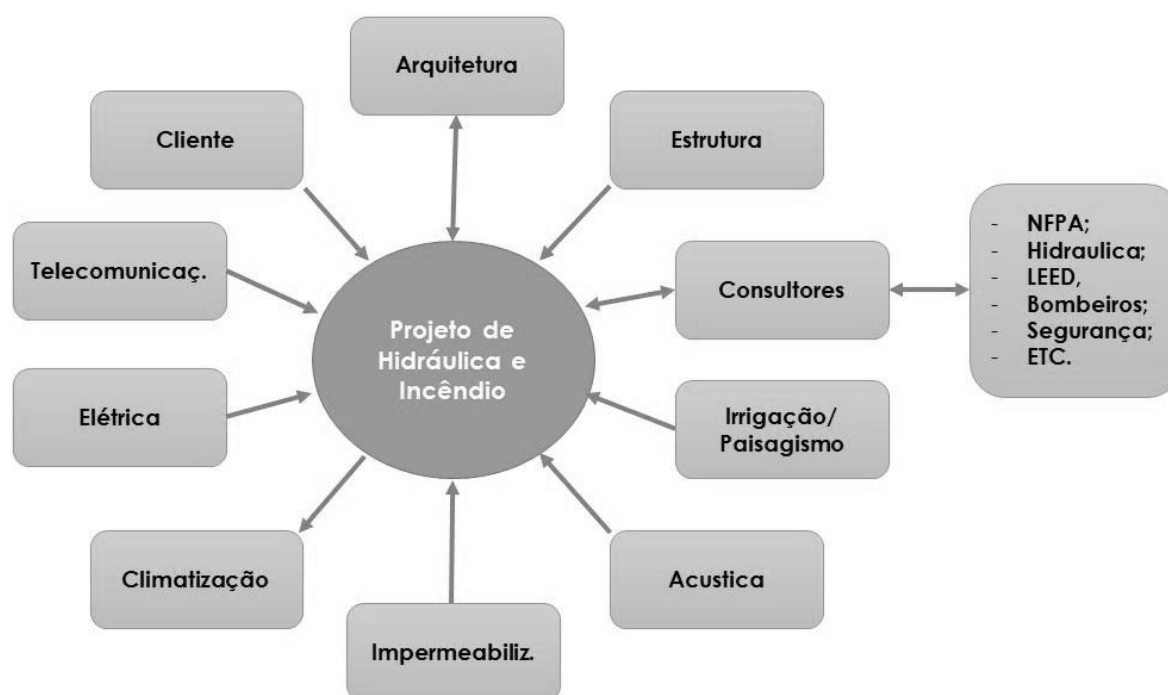 Arquitetura
Cliente
Estrutura
Telecomunicaç.
Consultores
- NFPA;
- Hidraulica;
- LEED,
- Bombeiros;
- Segurança;
- ETC.
Projeto de
Hidráulica e
Incêndio
Elétrica
Irrigação/
Paisagismo
Climatização
Acustica
Impermeabiliz.